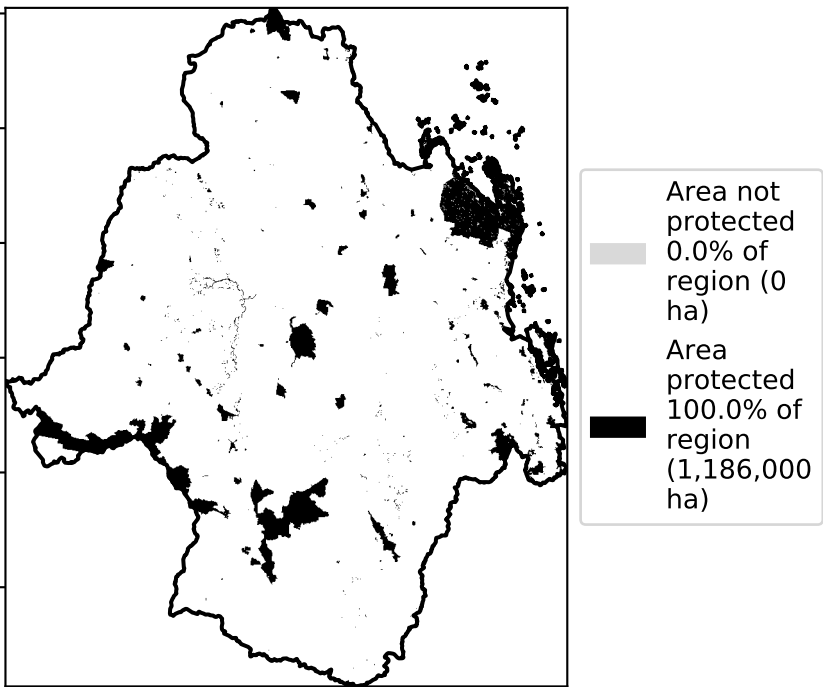 Area not
protected
0.0% of
region (0
ha)
Area
protected
100.0% of
region
(1,186,000
ha)